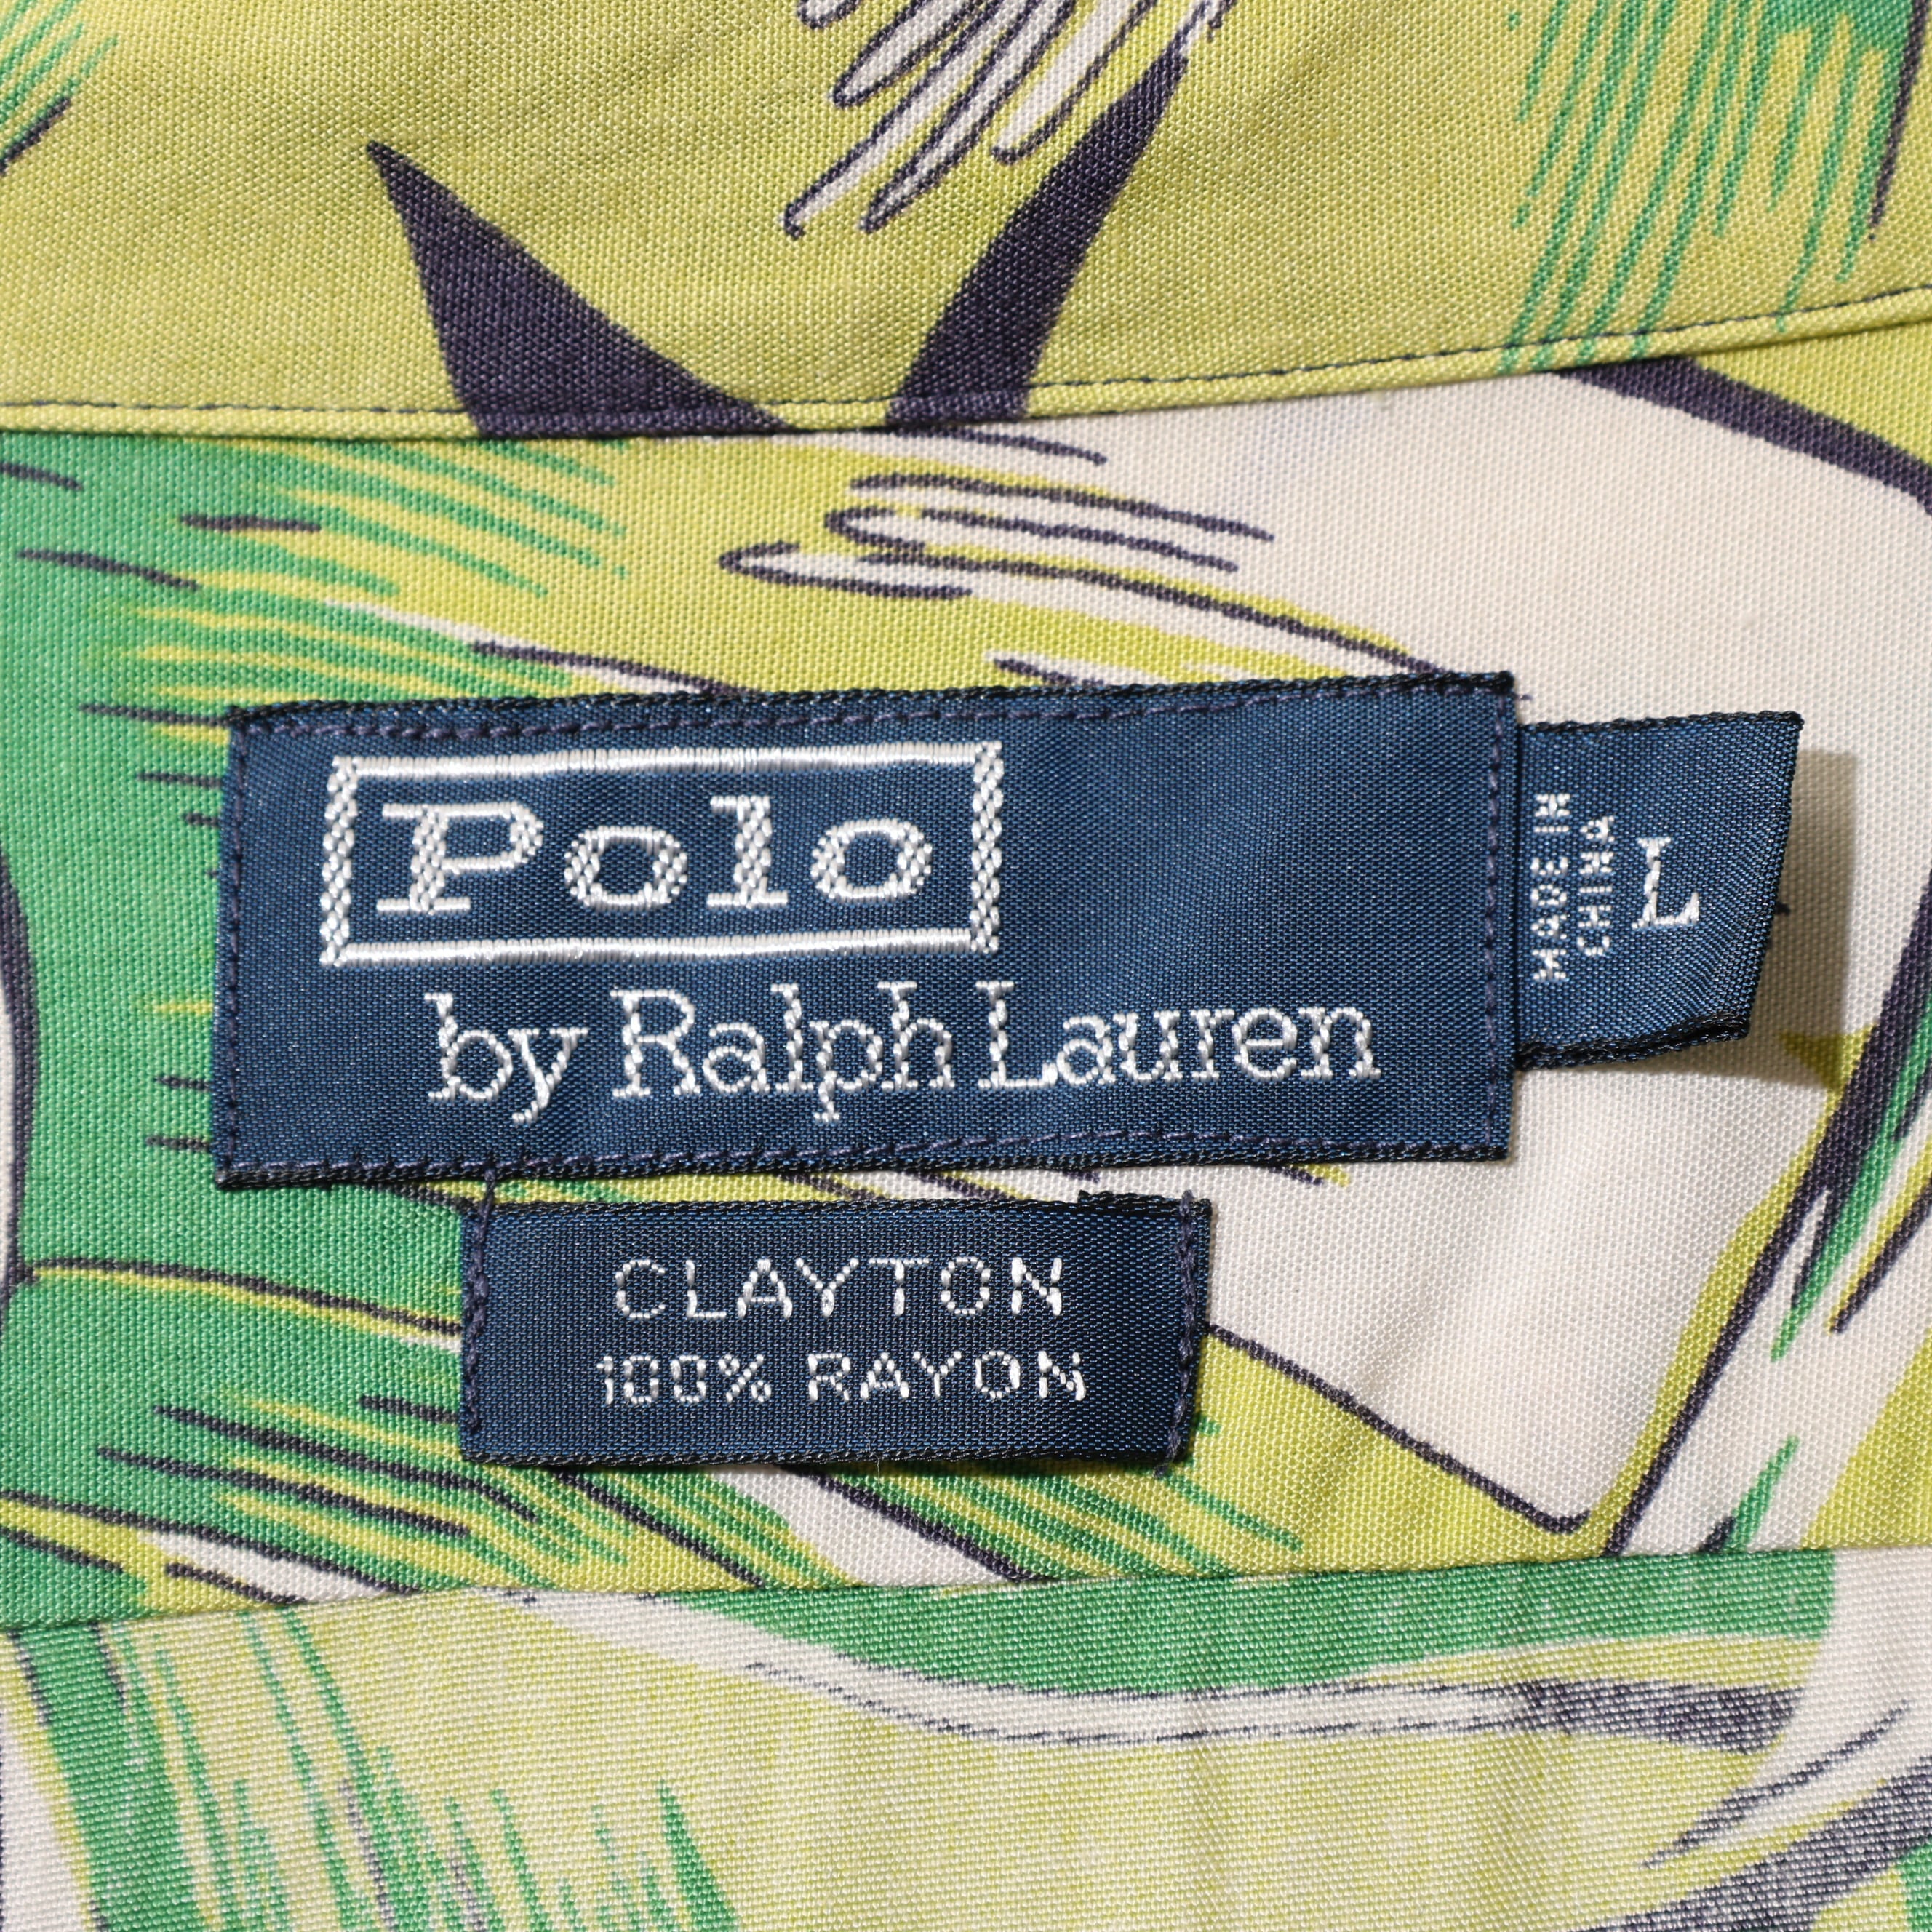 Polo
by Ralph Lauren
MADE IN
CHINA
L
CLAYTON
100% RAYON